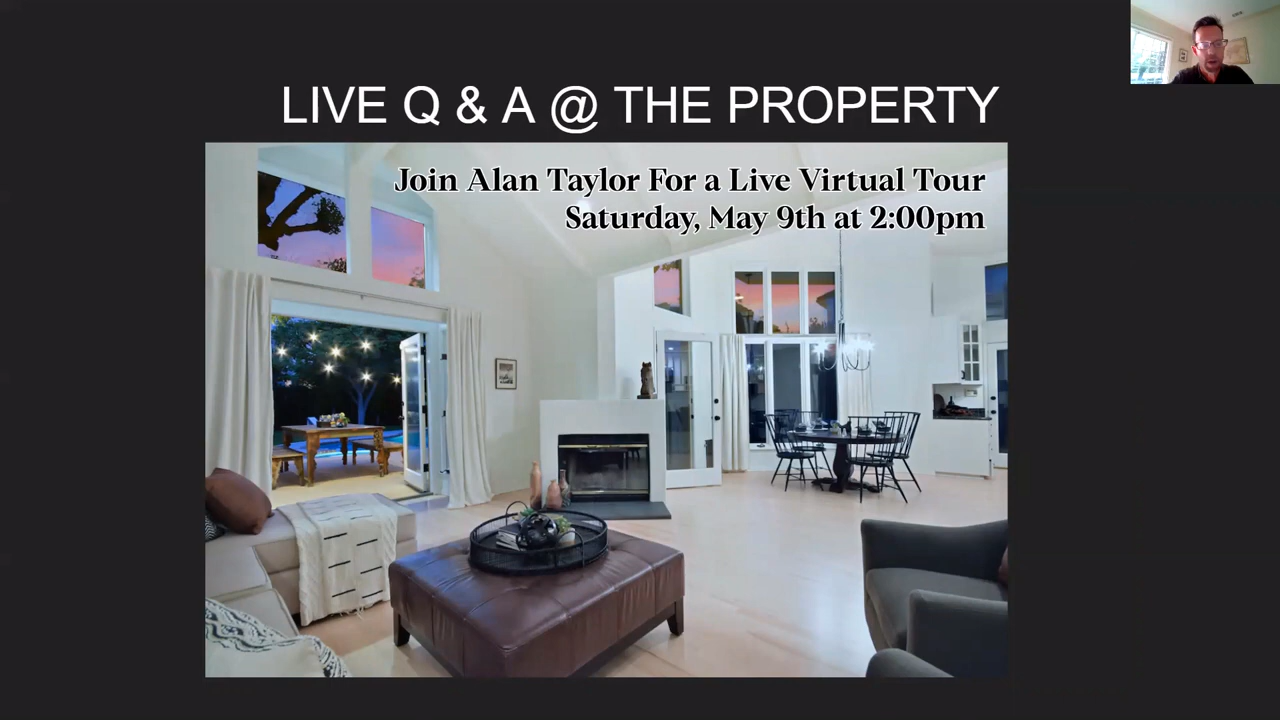 LIVE Q & A @ THE PROPERTY
Join Alan Taylor For a Live Virtual Tour
Saturday, May 9th at 2:00pm